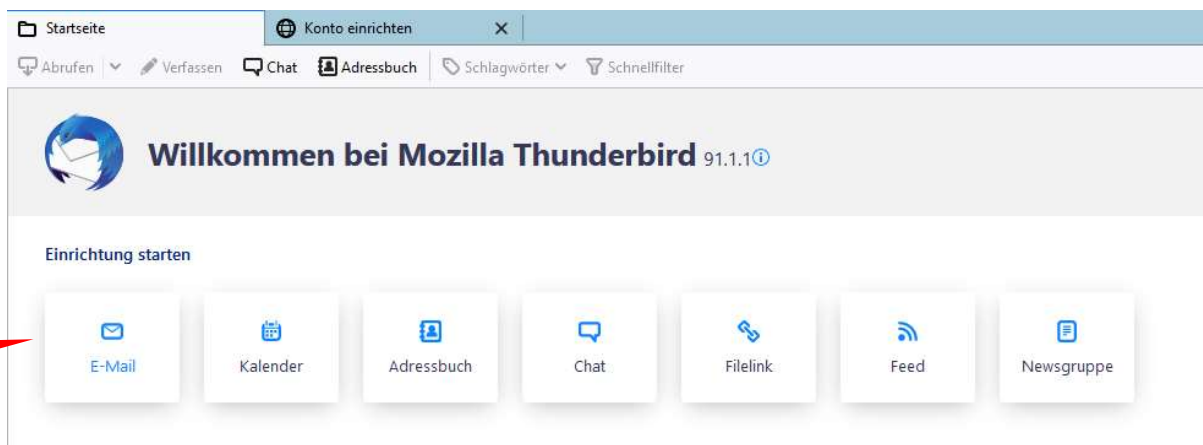 Startseite Konto einrichten
Abrufen Verfassen Chat Adressbuch Schlagwörter Schnellfilter
Willkommen bei Mozilla Thunderbird 91.1.1
Einrichtung starten
E-Mail Kalender Adressbuch Chat Filelink Feed Newsgruppe